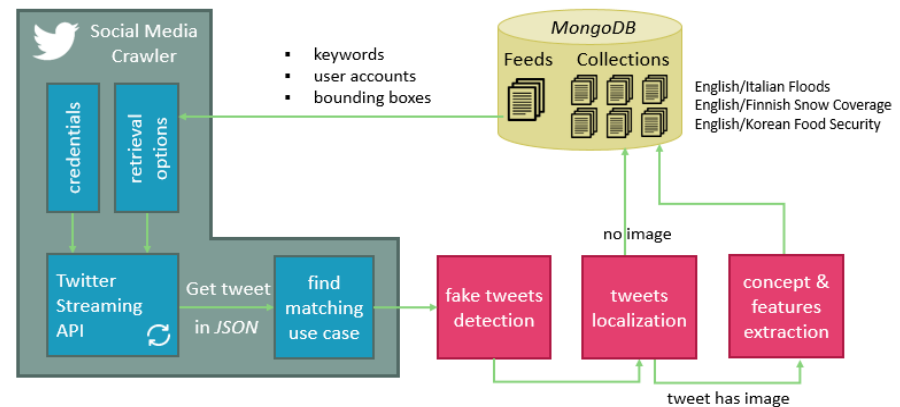 Social Media
Crawler
credentials
retrieval
options
▪ keywords
▪ user accounts
▪ bounding boxes
MongoDB
Feeds
Collections
English/Italian Floods
English/Finnish Snow Coverage
English/Korean Food Security
Twitter
Streaming
API
Get tweet
in JSON
find
matching
use case
fake tweets
detection
no image
tweets
localization
concept &
features
extraction
tweet has image